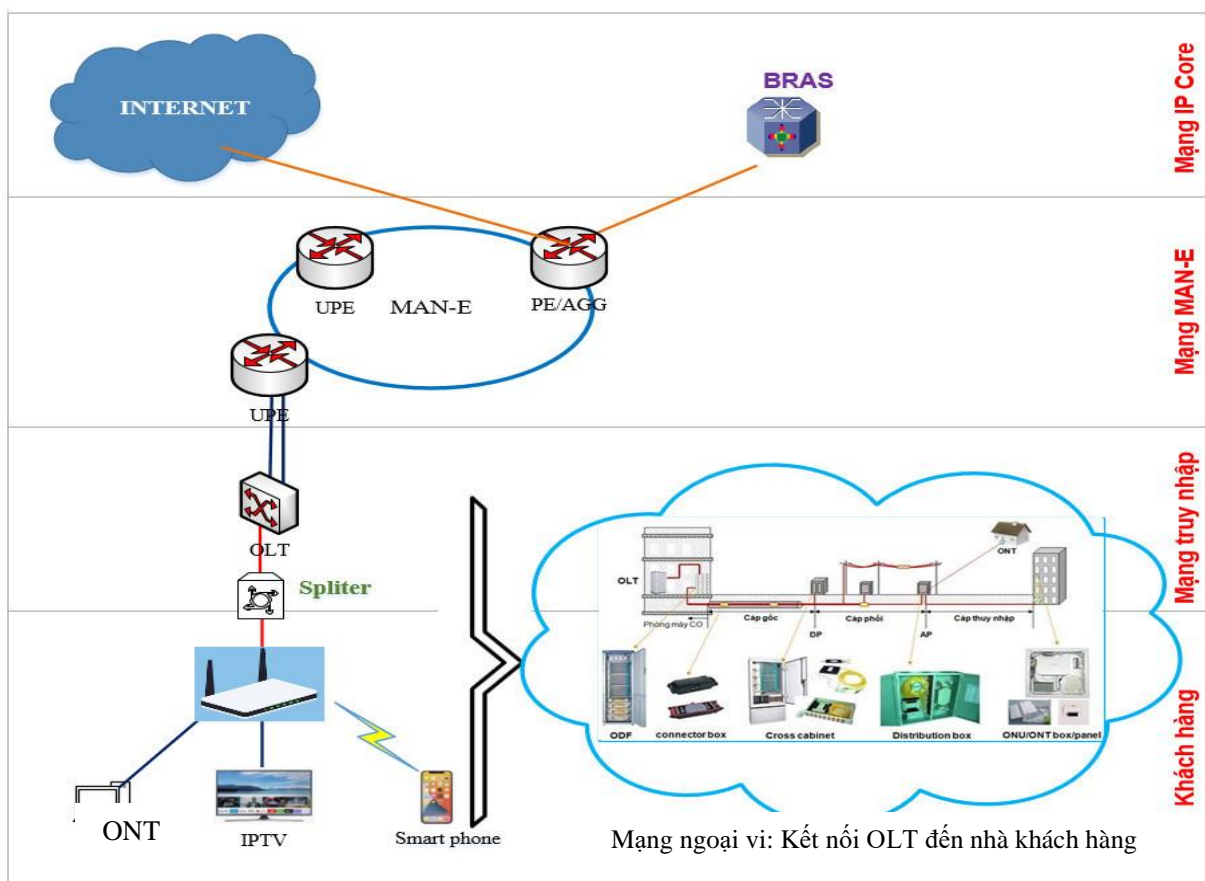 INTERNET
BRAS
Mạng IP Core
UPE
MAN-E
PE/AGG
UPE
Mạng MAN-E
OLT
Spliter
Mạng truy nhập
ONT
OLT
Phòng máy CO
Cáp gốc
DP
Cáp phối
AP
Cáp thuy nhập
ODF
connector box
Cross cabinet
Distribution box
ONU/ONT box/panel
Khách hàng
ONT
IPTV
Smart phone
Mạng ngoại vi: Kết nối OLT đến nhà khách hàng